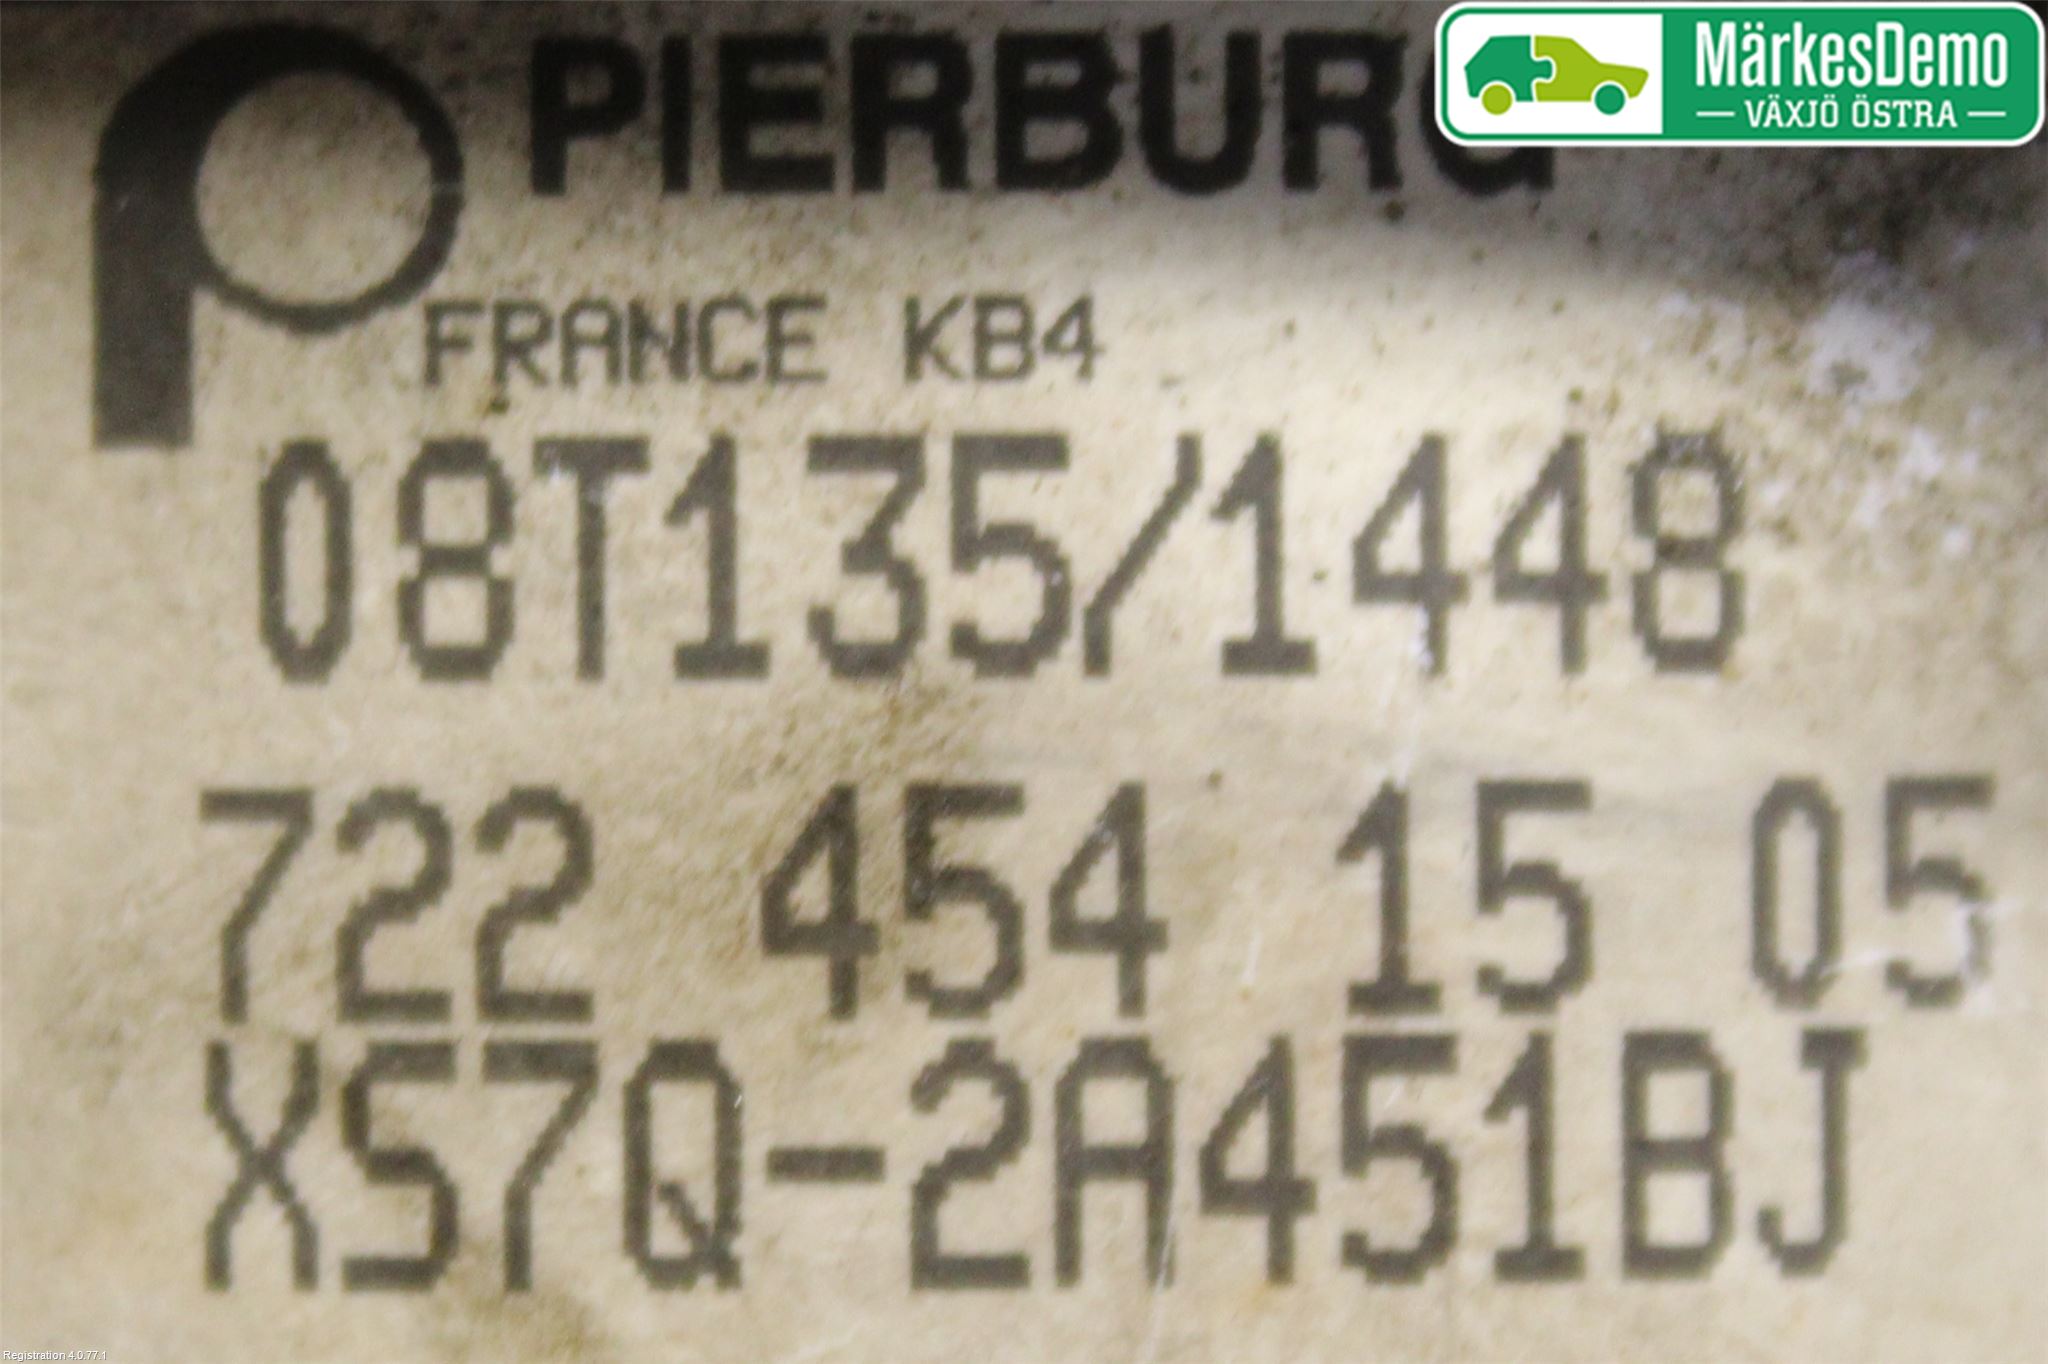 PIERBURG
MärkesDemo
VÄXJÖ ÖSTRA
FRANCE KB4
08T135/1448
722 454 15 05
XS7Q-2A451BJ
Registration 4.0.77.1